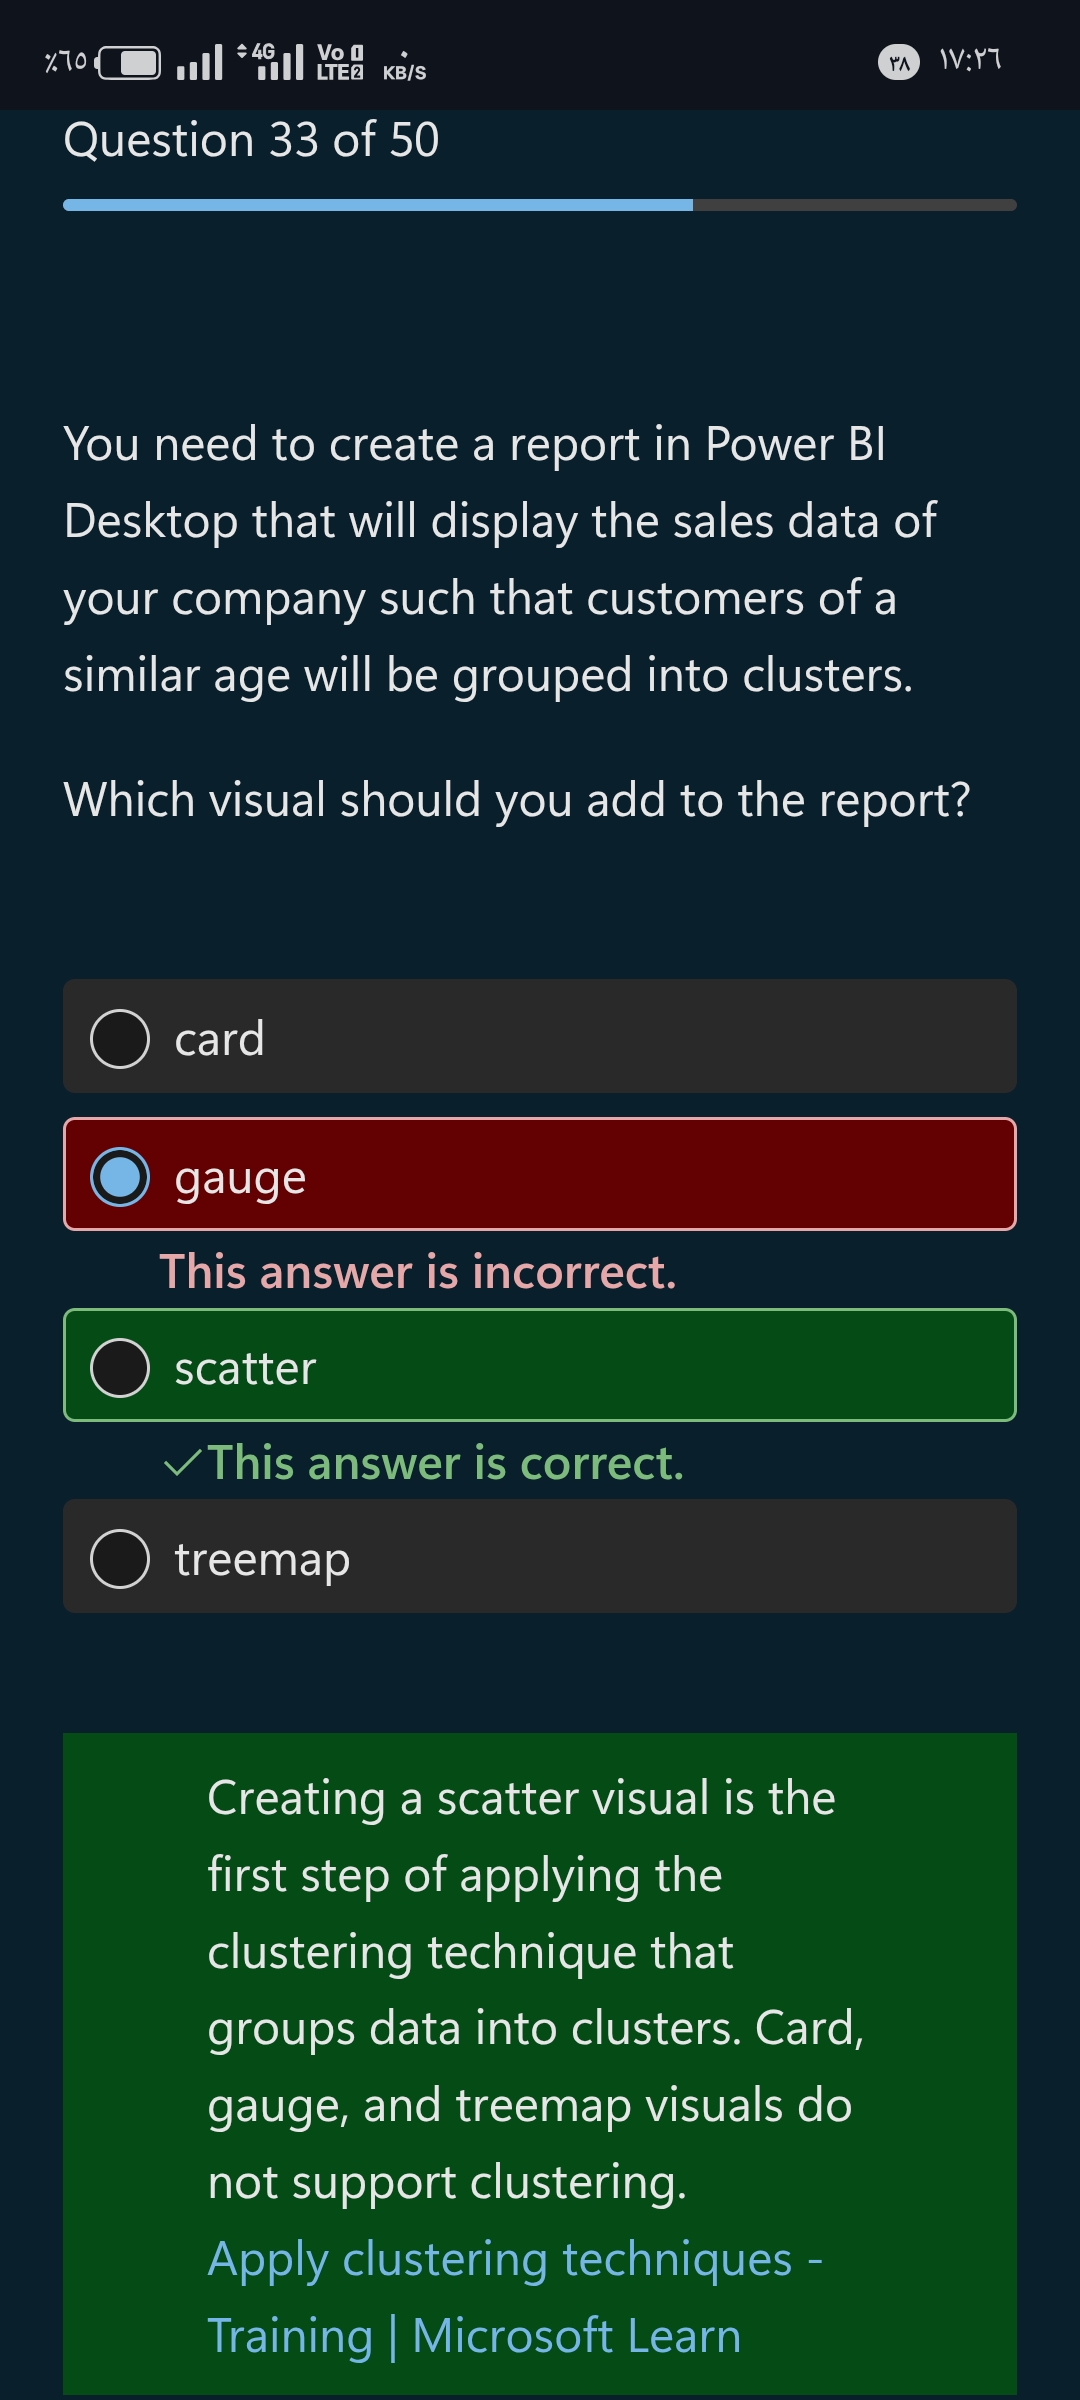 ٪٦٥ 4G Vo 1 LTE 2 ٠ KB/S ٣٨ ١٧:٢٦
Question 33 of 50
You need to create a report in Power BI
Desktop that will display the sales data of
your company such that customers of a
similar age will be grouped into clusters.
Which visual should you add to the report?
card
gauge
This answer is incorrect.
scatter
This answer is correct.
treemap
Creating a scatter visual is the
first step of applying the
clustering technique that
groups data into clusters. Card,
gauge, and treemap visuals do
not support clustering.
Apply clustering techniques -
Training | Microsoft Learn